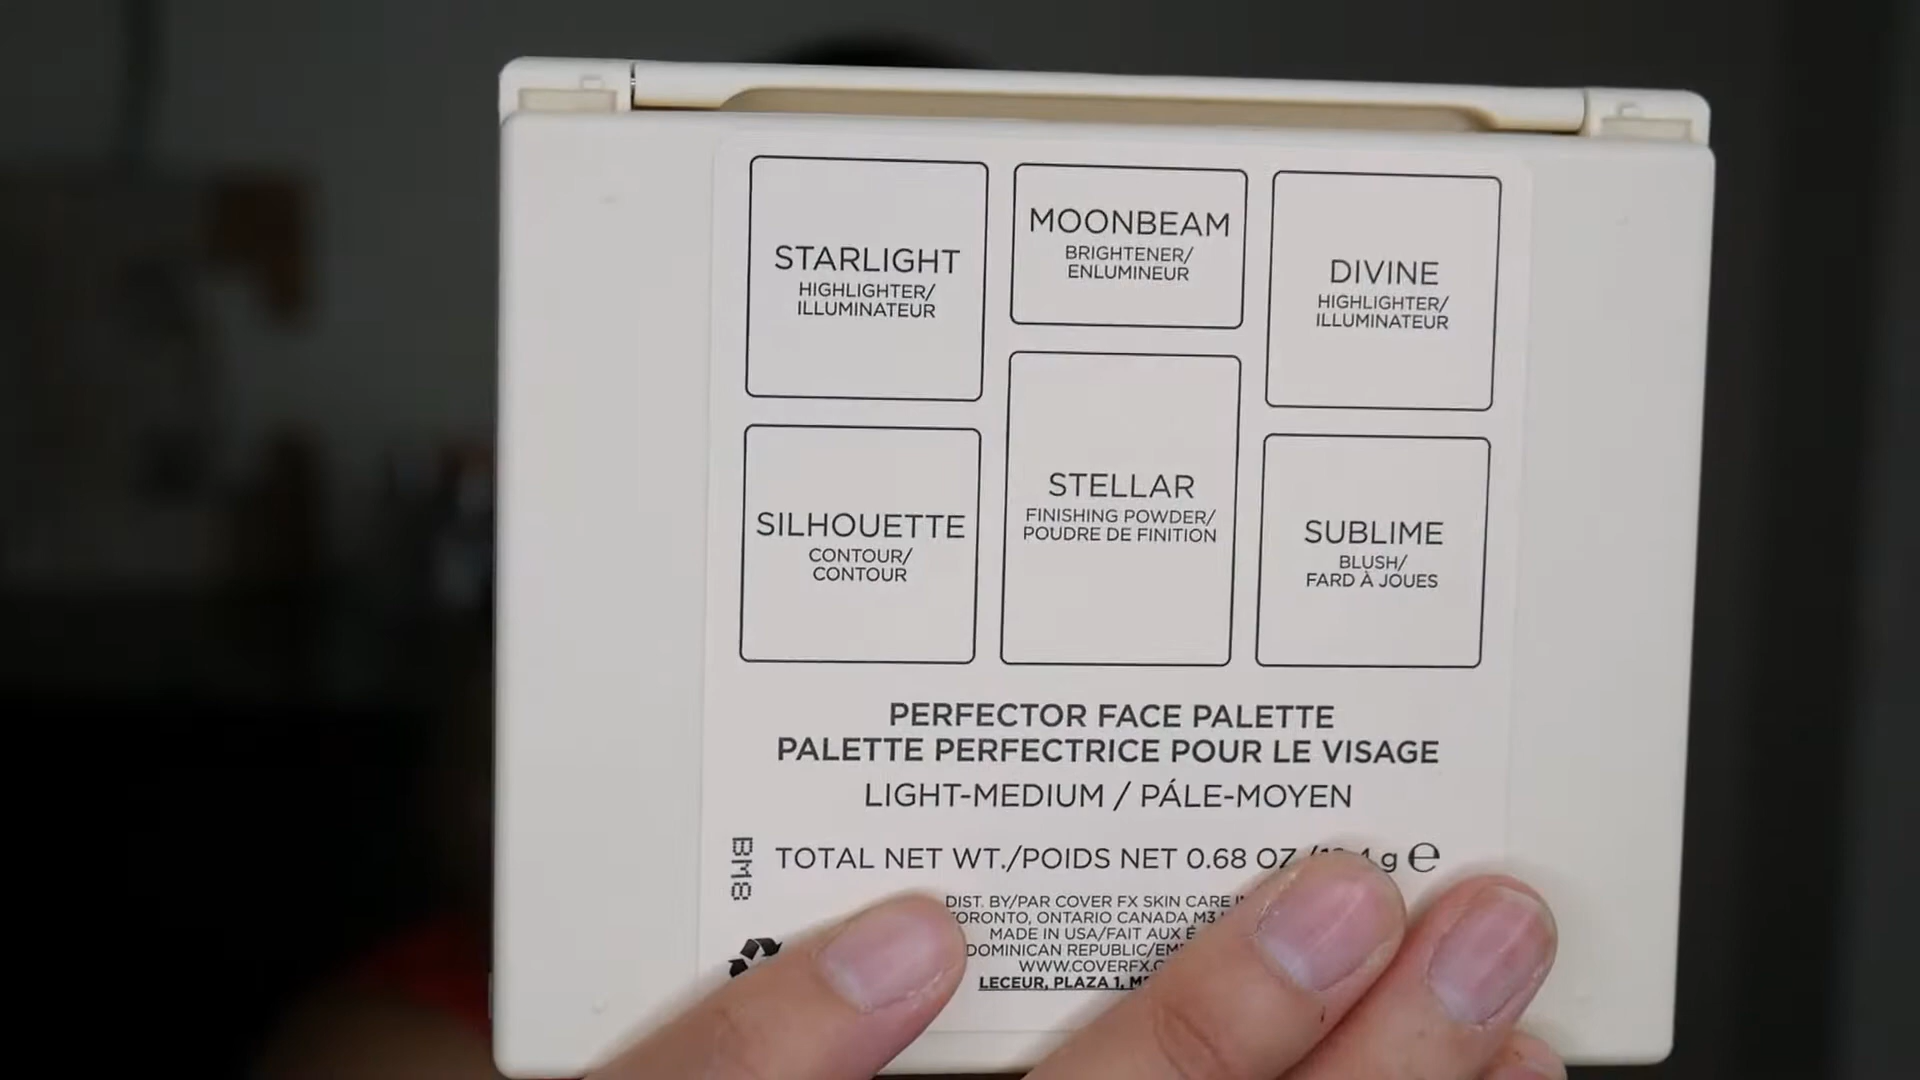 STARLIGHT
HIGHLIGHTER/
ILLUMINATEUR
MOONBEAM
BRIGHTENER/
ENLUMINEUR
DIVINE
HIGHLIGHTER/
ILLUMINATEUR
SILHOUETTE
CONTOUR/
CONTOUR
STELLAR
FINISHING POWDER/
POUDRE DE FINITION
SUBLIME
BLUSH/
FARD À JOUES
PERFECTOR FACE PALETTE
PALETTE PERFECTRICE POUR LE VISAGE
LIGHT-MEDIUM / PÁLE-MOYEN
BM8
TOTAL NET WT./POIDS NET 0.68 OZ g ℮
DIST. BY/PAR COVER FX SKIN CARE
ONTARIO CANADA M3
MADE IN USA/FAIT AUX
DOMINICAN REPUBLIC/
WWW.COVERFX.
LECEUR, PLAZA 1,